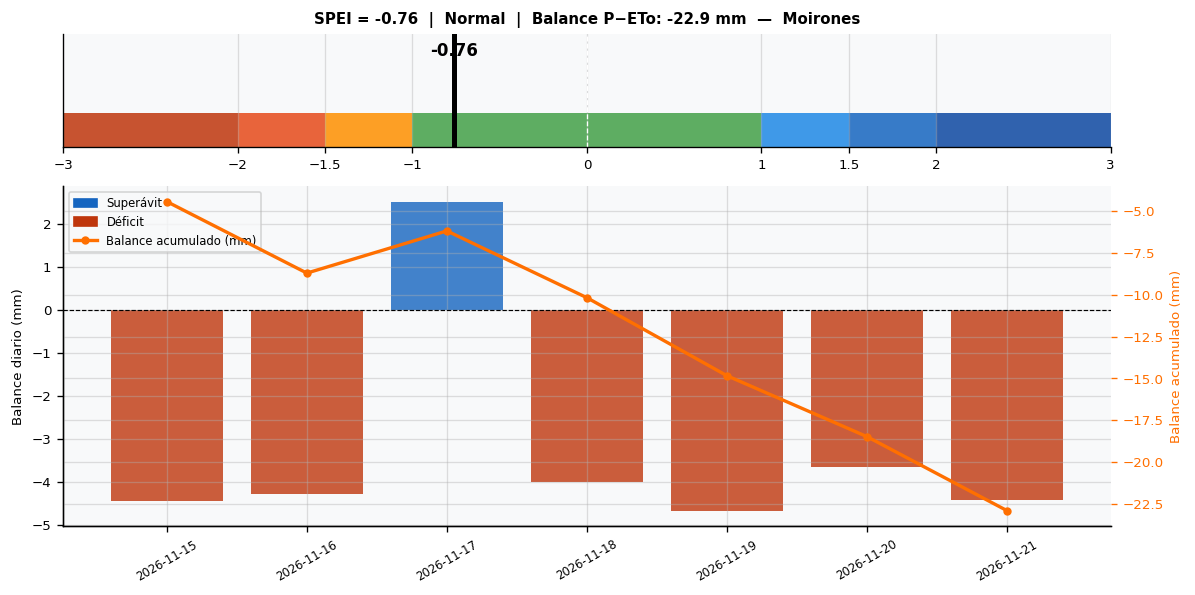 SPEI = -0.76  |  Normal  |  Balance P−ETo: -22.9 mm  —  Moirones
-0.76
−3 −2 −1.5 −1 0 1 1.5 2 3
Superávit
Déficit
Balance acumulado (mm)
Balance diario (mm)
2
1
0
−1
−2
−3
−4
−5
−5.0
−7.5
−10.0
−12.5
−15.0
−17.5
−20.0
−22.5
Balance acumulado (mm)
2026-11-15 2026-11-16 2026-11-17 2026-11-18 2026-11-19 2026-11-20 2026-11-21